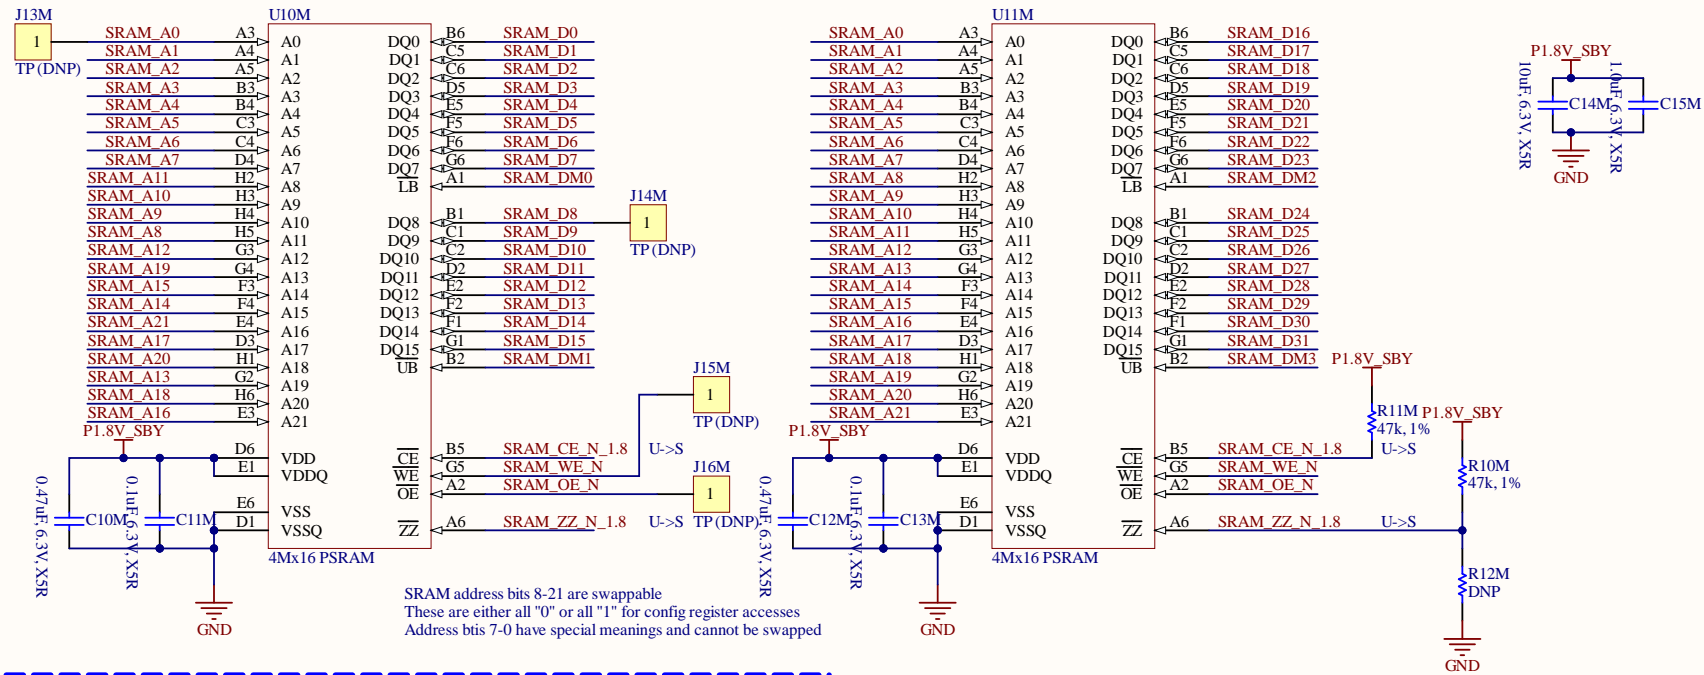 J13M
1
TP (DNP)
U10M
SRAM_A0 A3 A0
SRAM_A1 A4 A1
SRAM_A2 A5 A2
SRAM_A3 B3 A3
SRAM_A4 B4 A4
SRAM_A5 C3 A5
SRAM_A6 C4 A6
SRAM_A7 D4 A7
SRAM_A11 H2 A8
SRAM_A10 H3 A9
SRAM_A9 H4 A10
SRAM_A8 H5 A11
SRAM_A12 G3 A12
SRAM_A19 G4 A13
SRAM_A15 F3 A14
SRAM_A14 F4 A15
SRAM_A21 E4 A16
SRAM_A17 D3 A17
SRAM_A20 H1 A18
SRAM_A13 G2 A19
SRAM_A18 H6 A20
SRAM_A16 E3 A21
P1.8V_SBY
D6 VDD
E1 VDDQ
E6 VSS
D1 VSSQ
0.47uF, 6.3V, X5R
C10M
0.1uF, 6.3V, X5R
C11M
GND
DQ0 B6 SRAM_D0
DQ1 C5 SRAM_D1
DQ2 C6 SRAM_D2
DQ3 D5 SRAM_D3
DQ4 E5 SRAM_D4
DQ5 F5 SRAM_D5
DQ6 F6 SRAM_D6
DQ7 G6 SRAM_D7
LB A1 SRAM_DM0
DQ8 B1 SRAM_D8
DQ9 C1 SRAM_D9
DQ10 C2 SRAM_D10
DQ11 D2 SRAM_D11
DQ12 E2 SRAM_D12
DQ13 F2 SRAM_D13
DQ14 F1 SRAM_D14
DQ15 G1 SRAM_D15
UB B2 SRAM_DM1
CE B5 SRAM_CE_N_1.8 U->S
WE G5 SRAM_WE_N
OE A2 SRAM_OE_N
ZZ A6 SRAM_ZZ_N_1.8 U->S
4Mx16 PSRAM
J14M
1
TP (DNP)
J15M
1
TP (DNP)
J16M
1
TP (DNP)
U11M
SRAM_A0 A3 A0
SRAM_A1 A4 A1
SRAM_A2 A5 A2
SRAM_A3 B3 A3
SRAM_A4 B4 A4
SRAM_A5 C3 A5
SRAM_A6 C4 A6
SRAM_A7 D4 A7
SRAM_A8 H2 A8
SRAM_A9 H3 A9
SRAM_A10 H4 A10
SRAM_A11 H5 A11
SRAM_A12 G3 A12
SRAM_A13 G4 A13
SRAM_A14 F3 A14
SRAM_A15 F4 A15
SRAM_A16 E4 A16
SRAM_A17 D3 A17
SRAM_A18 H1 A18
SRAM_A19 G2 A19
SRAM_A20 H6 A20
SRAM_A21 E3 A21
P1.8V_SBY
D6 VDD
E1 VDDQ
E6 VSS
D1 VSSQ
0.47uF, 6.3V, X5R
C12M
0.1uF, 6.3V, X5R
C13M
GND
DQ0 B6 SRAM_D16
DQ1 C5 SRAM_D17
DQ2 C6 SRAM_D18
DQ3 D5 SRAM_D19
DQ4 E5 SRAM_D20
DQ5 F5 SRAM_D21
DQ6 F6 SRAM_D22
DQ7 G6 SRAM_D23
LB A1 SRAM_DM2
DQ8 B1 SRAM_D24
DQ9 C1 SRAM_D25
DQ10 C2 SRAM_D26
DQ11 D2 SRAM_D27
DQ12 E2 SRAM_D28
DQ13 F2 SRAM_D29
DQ14 F1 SRAM_D30
DQ15 G1 SRAM_D31
UB B2 SRAM_DM3
CE B5 SRAM_CE_N_1.8 U->S
WE G5 SRAM_WE_N
OE A2 SRAM_OE_N
ZZ A6 SRAM_ZZ_N_1.8 U->S
4Mx16 PSRAM
P1.8V_SBY
R11M
47k, 1%
P1.8V_SBY
R10M
47k, 1%
R12M
DNP
GND
P1.8V_SBY
10uF, 6.3V, X5R
C14M
1.0uF, 6.3V, X5R
C15M
GND
SRAM address bits 8-21 are swappable
These are either all "0" or all "1" for config register accesses
Address btis 7-0 have special meanings and cannot be swapped